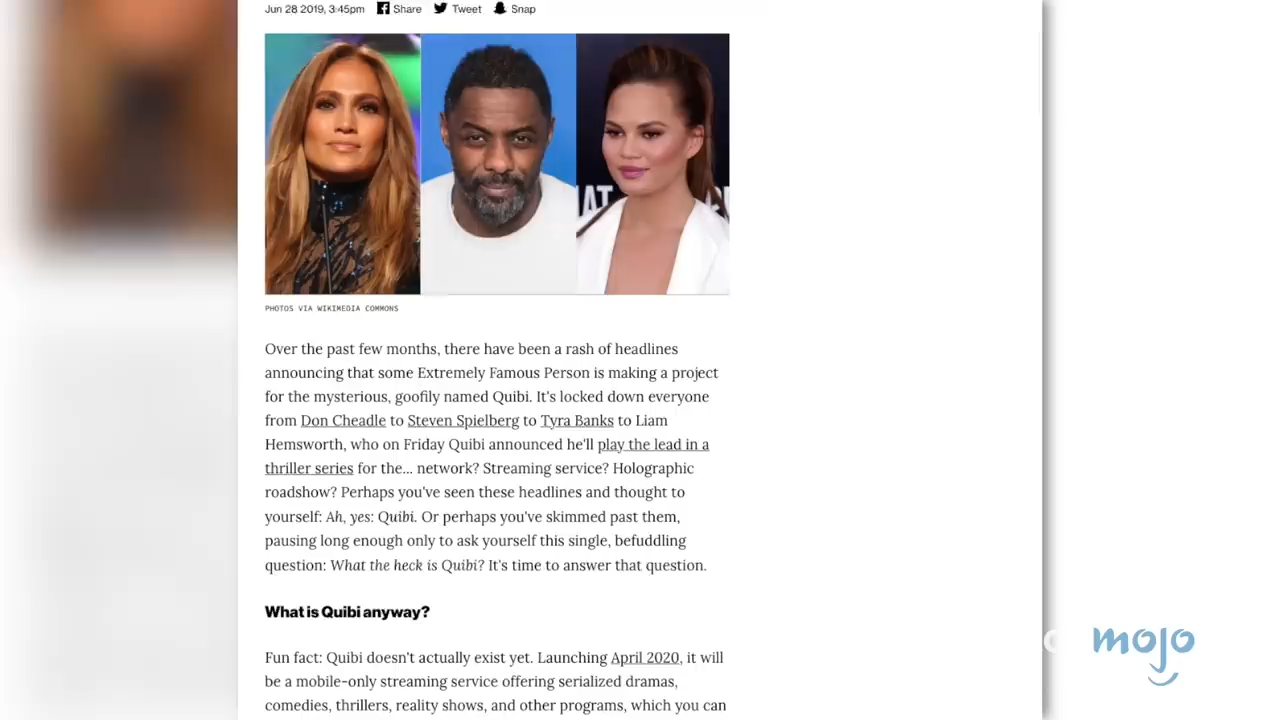 Jun 28 2019, 3:45pm Share Tweet Snap
PHOTOS VIA WIKIMEDIA COMMONS
Over the past few months, there have been a rash of headlines
announcing that some Extremely Famous Person is making a project
for the mysterious, goofily named Quibi. It's locked down everyone
from Don Cheadle to Steven Spielberg to Tyra Banks to Liam
Hemsworth, who on Friday Quibi announced he'll play the lead in a
thriller series for the... network? Streaming service? Holographic
roadshow? Perhaps you've seen these headlines and thought to
yourself: Ah, yes: Quibi. Or perhaps you've skimmed past them,
pausing long enough only to ask yourself this single, befuddling
question: What the heck is Quibi? It's time to answer that question.
What is Quibi anyway?
Fun fact: Quibi doesn't actually exist yet. Launching April 2020, it will
be a mobile-only streaming service offering serialized dramas,
comedies, thrillers, reality shows, and other programs, which you can
mojo